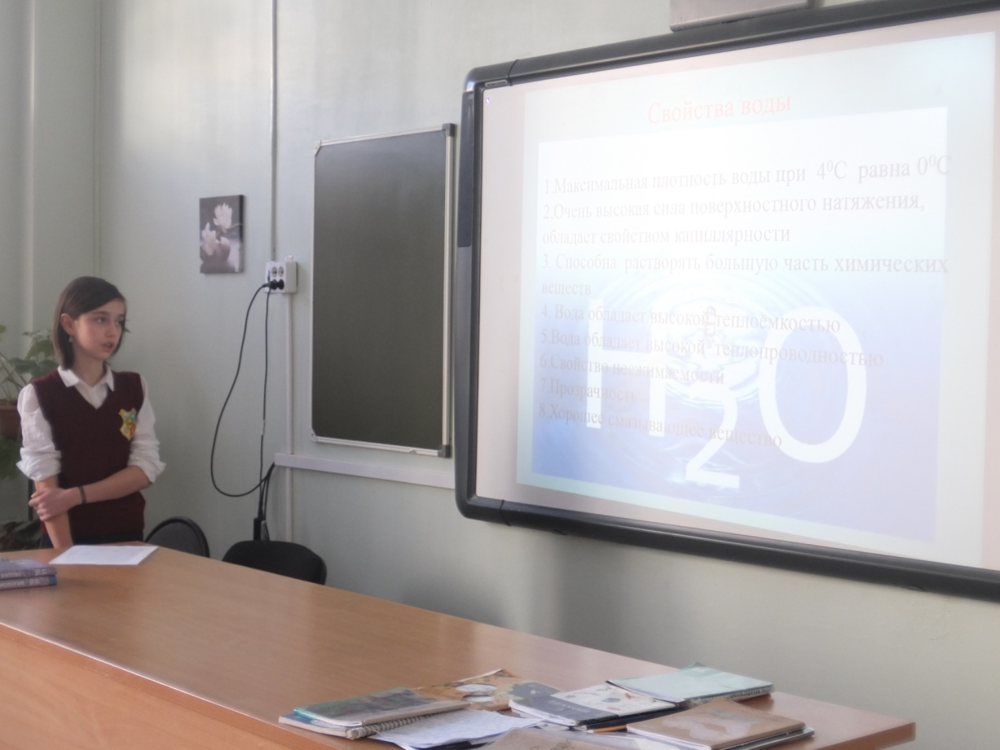 Свойства воды
1.Максимальная плотность воды при 4⁰С равна 0⁰С
2.Очень высокая сила поверхностного натяжения,
обладает свойством капиллярности
3. Способна растворять большую часть химических
веществ
4. Вода обладает высокой теплоёмкостью
5.Вода обладает высокой теплопроводностью
6.Свойство несжимаемости
7.Прозрачность
8.Хорошее смазывающее вещество
H2O